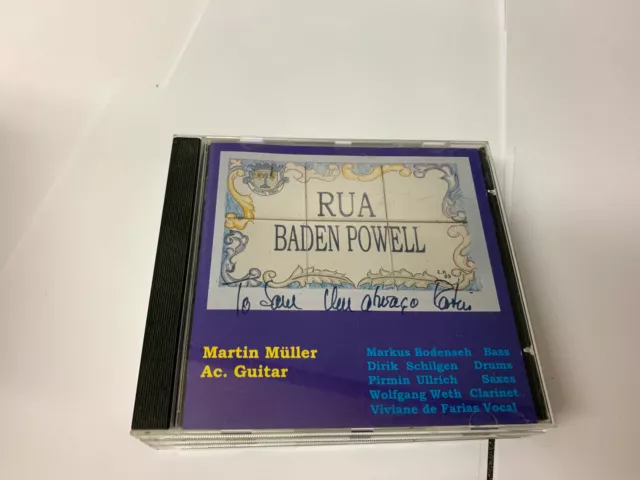 RUA
BADEN POWELL
To
Martin Müller
Ac. Guitar
Markus Bodenseh Bass
Dirik Schilgen Drums
Pirmin Ullrich Saxes
Wolfgang Weth Clarinet
Viviane de Farias Vocal